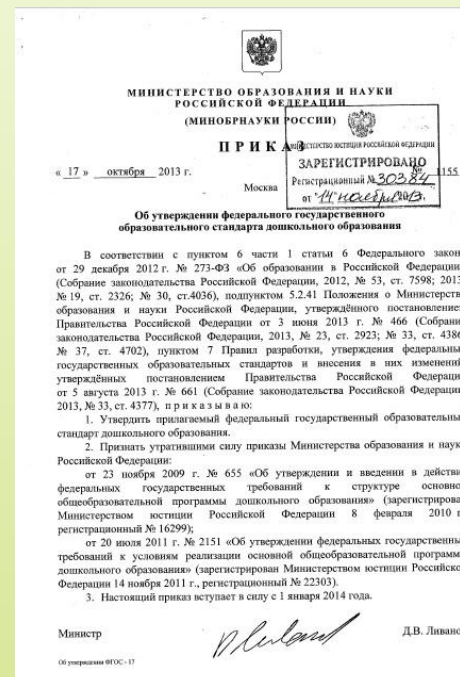 МИНИСТЕРСТВО ОБРАЗОВАНИЯ И НАУКИ
РОССИЙСКОЙ ФЕДЕРАЦИИ
(МИНОБРНАУКИ РОССИИ)
ПРИКАЗ
МИНИСТЕРСТВО ЮСТИЦИИ РОССИЙСКОЙ ФЕДЕРАЦИИ
ЗАРЕГИСТРИРОВАНО
Регистрационный № 30384
от "14" ноября 2013.
« 17 » октября 2013 г.
№ 1155
Москва
Об утверждении федерального государственного
образовательного стандарта дошкольного образования
В соответствии с пунктом 6 части 1 статьи 6 Федерального закон
от 29 декабря 2012 г. № 273-ФЗ «Об образовании в Российской Федерации
(Собрание законодательства Российской Федерации, 2012, № 53, ст. 7598; 2013
№ 19, ст. 2326; № 30, ст.4036), подпунктом 5.2.41 Положения о Министерств
образования и науки Российской Федерации, утверждённого постановление
Правительства Российской Федерации от 3 июня 2013 г. № 466 (Собрани
законодательства Российской Федерации, 2013, № 23, ст. 2923; № 33, ст. 4386
№ 37, ст. 4702), пунктом 7 Правил разработки, утверждения федеральны
государственных образовательных стандартов и внесения в них изменений
утверждённых постановлением Правительства Российской Федераци
от 5 августа 2013 г. № 661 (Собрание законодательства Российской Федераци
2013, № 33, ст. 4377), п р и к а з ы в а ю:
1. Утвердить прилагаемый федеральный государственный образовательны
стандарт дошкольного образования.
2. Признать утратившими силу приказы Министерства образования и наук
Российской Федерации:
от 23 ноября 2009 г. № 655 «Об утверждении и введении в действи
федеральных государственных требований к структуре основно
общеобразовательной программы дошкольного образования» (зарегистрирова
Министерством юстиции Российской Федерации 8 февраля 2010 г
регистрационный № 16299);
от 20 июля 2011 г. № 2151 «Об утверждении федеральных государственны
требований к условиям реализации основной общеобразовательной программ
дошкольного образования» (зарегистрирован Министерством юстиции Российско
Федерации 14 ноября 2011 г., регистрационный № 22303).
3. Настоящий приказ вступает в силу с 1 января 2014 года.
Министр
Д.В. Ливано
Об утверждении ФГОС - 17